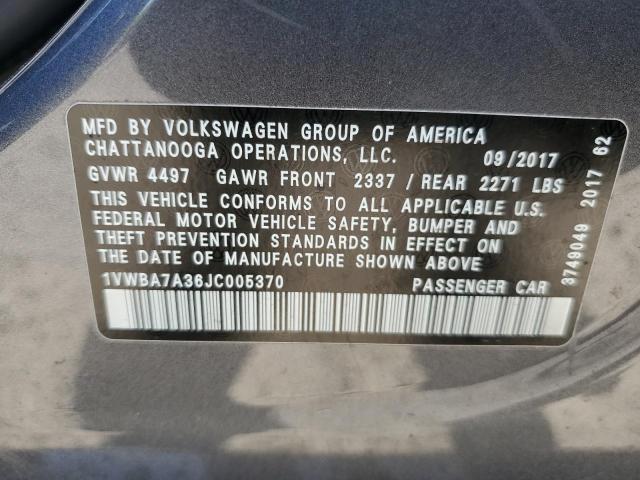 MFD BY VOLKSWAGEN GROUP OF AMERICA
CHATTANOOGA OPERATIONS, LLC. 09/2017
GVWR 4497 GAWR FRONT 2337 / REAR 2271 LBS
THIS VEHICLE CONFORMS TO ALL APPLICABLE U.S.
FEDERAL MOTOR VEHICLE SAFETY, BUMPER AND
THEFT PREVENTION STANDARDS IN EFFECT ON
THE DATE OF MANUFACTURE SHOWN ABOVE.
1VWBA7A36JC005370 PASSENGER CAR
3749049 2017 62